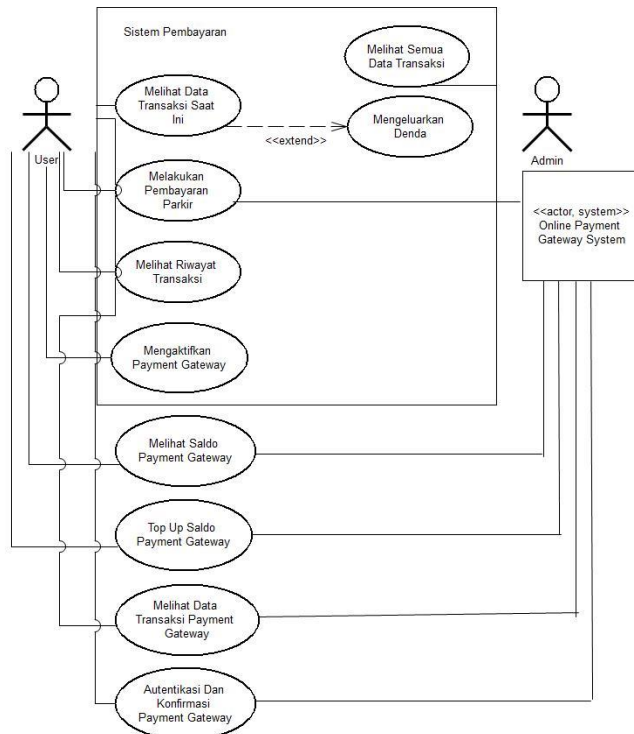 Sistem Pembayaran
Melihat Semua
Data Transaksi
Melihat Data
Transaksi Saat
Ini
<<extend>>
Mengeluarkan
Denda
User
Admin
Melakukan
Pembayaran
Parkir
<<actor, system>>
Online Payment
Gateway System
Melihat Riwayat
Transaksi
Mengaktifkan
Payment Gateway
Melihat Saldo
Payment Gateway
Top Up Saldo
Payment Gateway
Melihat Data
Transaksi Payment
Gateway
Autentikasi Dan
Konfirmasi
Payment Gateway